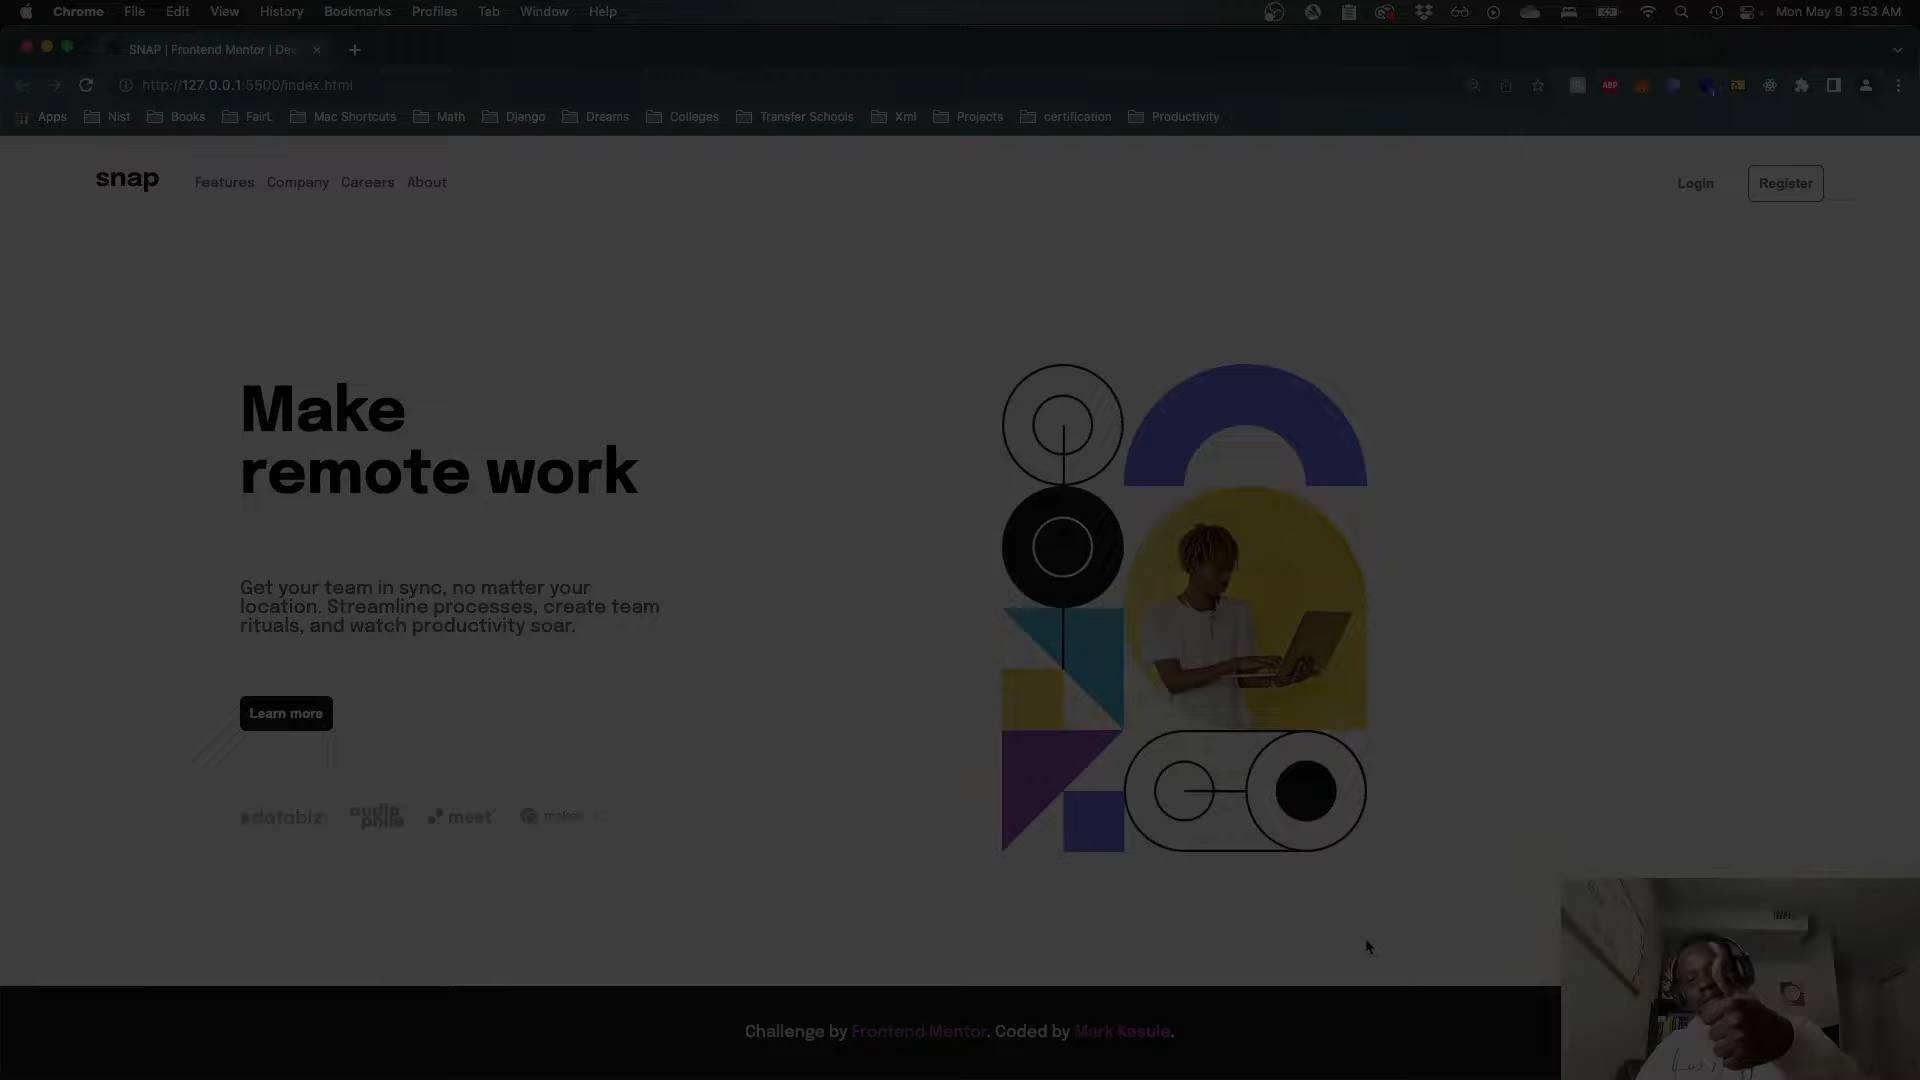 Chrome File Edit View History Bookmarks Profiles Tab Window Help Mon May 9 3:53 AM
SNAP | Frontend Mentor | De
http://127.0.0.1:5500/index.html
ABP
Apps Nist Books FairL Mac Shortcuts Math Django Dreams Colleges Transfer Schools Xml Projects certification Productivity
snap Features Company Careers About Login Register
Make
remote work
Get your team in sync, no matter your
location. Streamline processes, create team
rituals, and watch productivity soar.
Learn more
databiz audiophile meet maker
Challenge by Frontend Mentor. Coded by Mark Kasule.